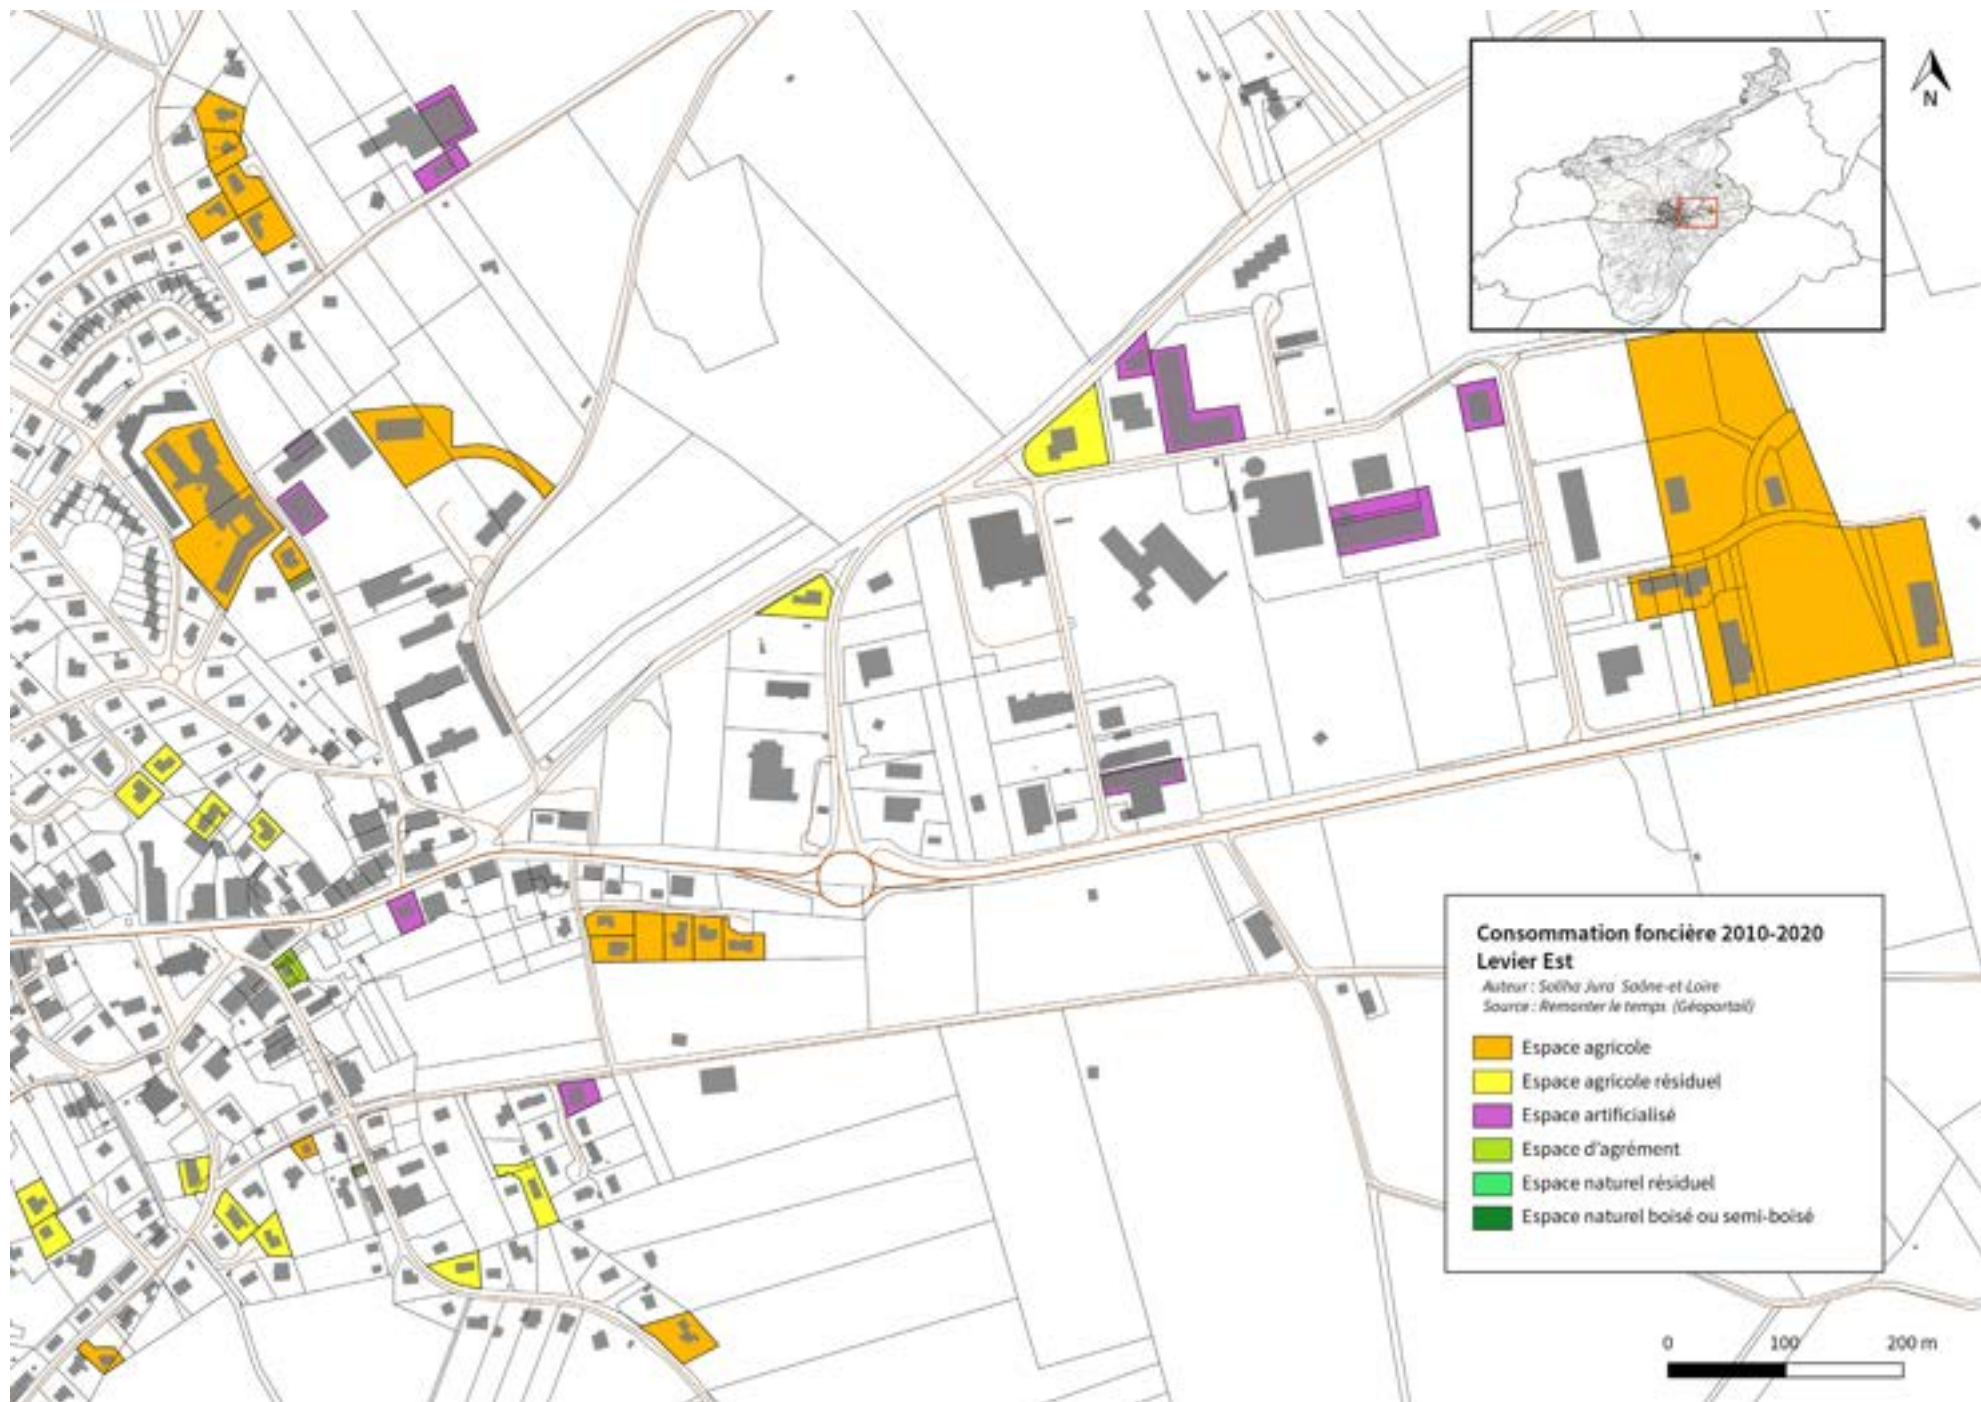 N
Consommation foncière 2010-2020
Levier Est
Auteur : Soliha Jura Saône-et-Loire
Source : Remonter le temps (Géoportail)
Espace agricole
Espace agricole résiduel
Espace artificialisé
Espace d'agrément
Espace naturel résiduel
Espace naturel boisé ou semi-boisé
0 100 200 m